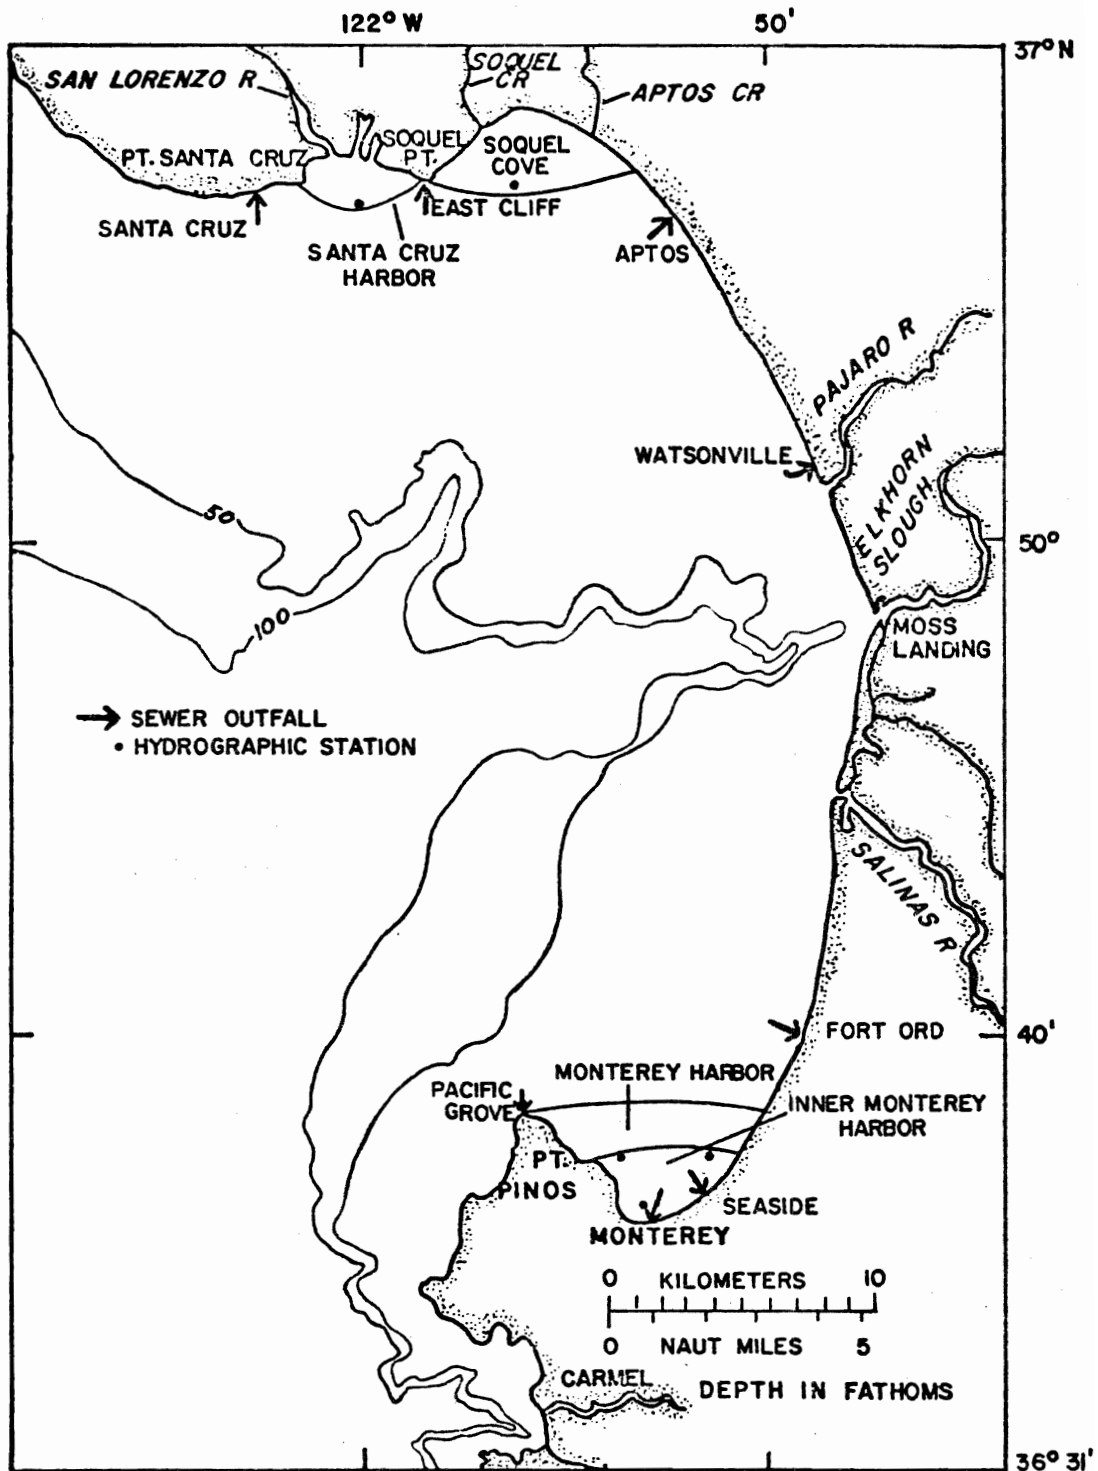 122° W
50'
37° N
SAN LORENZO R
SOQUEL
CR
APTOS CR
PT. SANTA CRUZ
SOQUEL
PT.
SOQUEL
COVE
SANTA CRUZ
EAST CLIFF
SANTA CRUZ
HARBOR
APTOS
PAJARO R
WATSONVILLE
ELKHORN
SLOUGH
50
50°
100
MOSS
LANDING
SEWER OUTFALL
HYDROGRAPHIC STATION
SALINAS R
FORT ORD
40'
MONTEREY HARBOR
PACIFIC
GROVE
INNER MONTEREY
HARBOR
PT.
PINOS
SEASIDE
MONTEREY
0 KILOMETERS 10
0 NAUT MILES 5
CARMEL
DEPTH IN FATHOMS
36° 31'